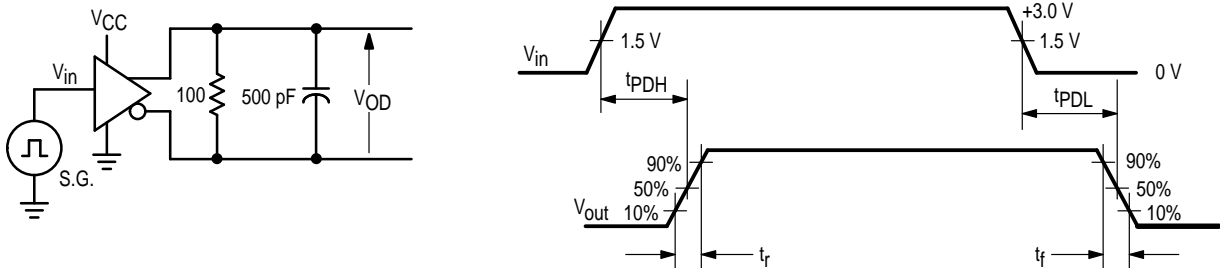 VCC
Vin
100
500 pF
VOD
S.G.
Vin
1.5 V
+3.0 V
1.5 V
0 V
tPDH
tPDL
90%
50%
10%
Vout
90%
50%
10%
tr
tf